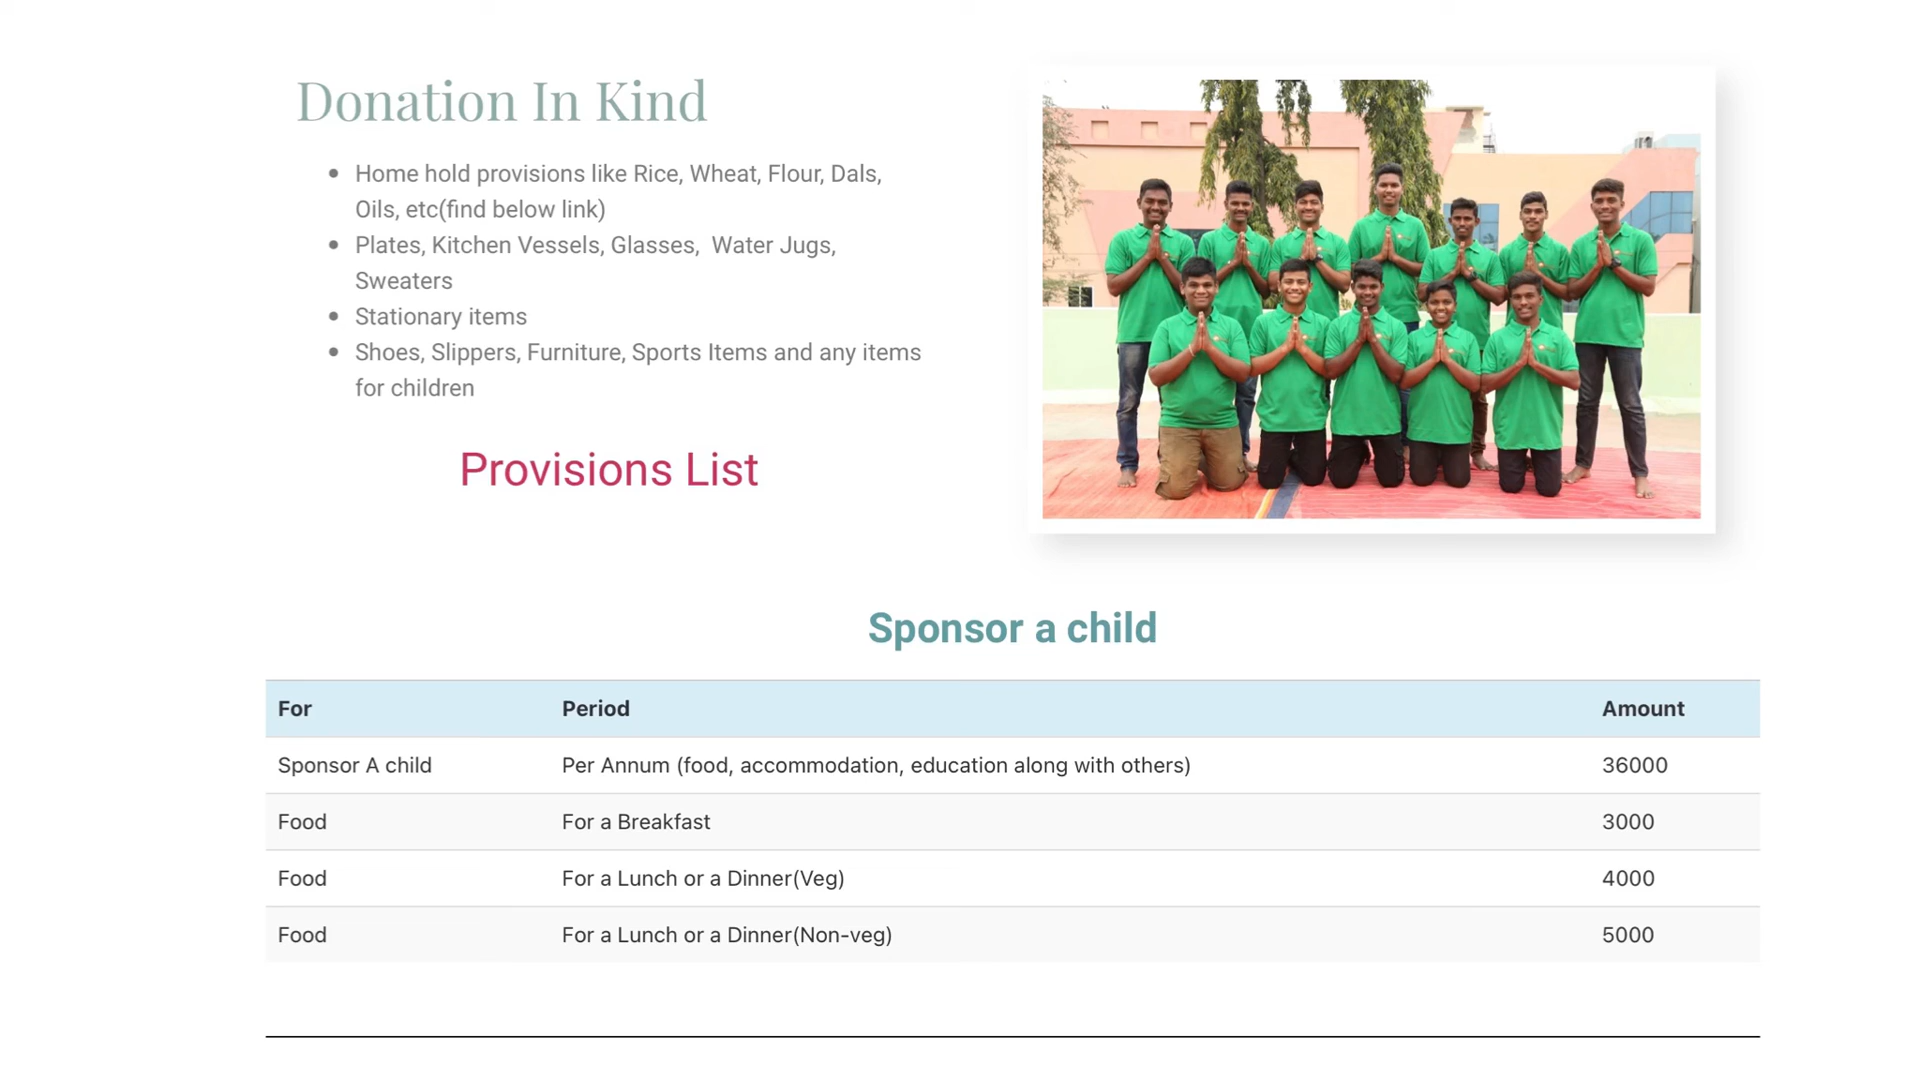 Donation In Kind
Home hold provisions like Rice, Wheat, Flour, Dals,
Oils, etc(find below link)
Plates, Kitchen Vessels, Glasses,  Water Jugs,
Sweaters
Stationary items
Shoes, Slippers, Furniture, Sports Items and any items
for children
Provisions List
Sponsor a child
For Period Amount
Sponsor A child Per Annum (food, accommodation, education along with others) 36000
Food For a Breakfast 3000
Food For a Lunch or a Dinner(Veg) 4000
Food For a Lunch or a Dinner(Non-veg) 5000